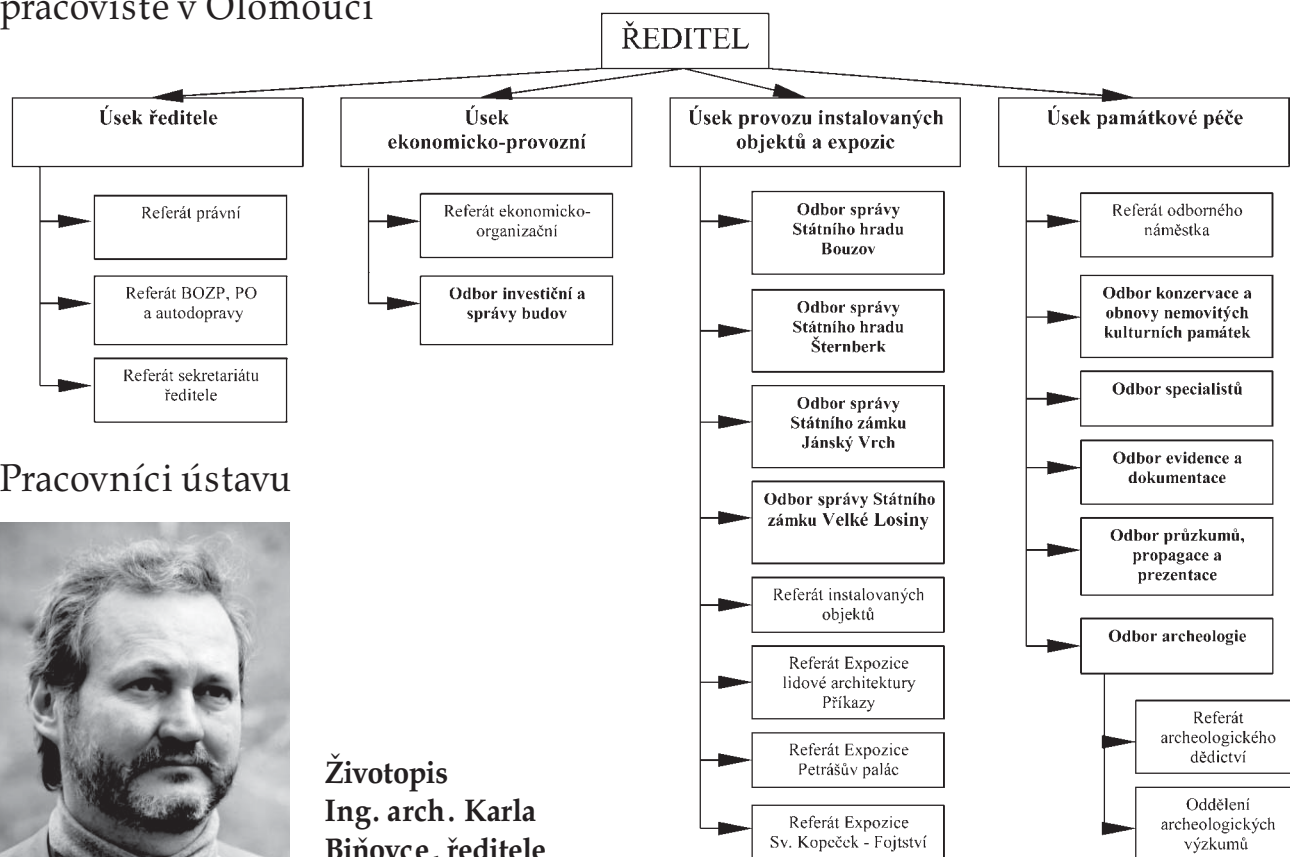 pracoviště v Olomouci
ŘEDITEL
Úsek ředitele
Referát právní
Referát BOZP, PO
a autodopravy
Referát sekretariátu
ředitele
Úsek
ekonomicko-provozní
Referát ekonomicko-
organizační
Odbor investiční a
správy budov
Úsek provozu instalovaných
objektů a expozic
Odbor správy
Státního hradu
Bouzov
Odbor správy
Státního hradu
Šternberk
Odbor správy
Státního zámku
Jánský Vrch
Odbor správy Státního
zámku Velké Losiny
Referát instalovaných
objektů
Referát Expozice
lidové architektury
Příkazy
Referát Expozice
Petrášův palác
Referát Expozice
Sv. Kopeček - Fojtství
Úsek památkové péče
Referát odborného
náměstka
Odbor konzervace a
obnovy nemovitých
kulturních památek
Odbor specialistů
Odbor evidence a
dokumentace
Odbor průzkumů,
propagace a
prezentace
Odbor archeologie
Referát
archeologického
dědictví
Oddělení
archeologických
výzkumů
Pracovníci ústavu
Životopis
Ing. arch. Karla
Biňovce, ředitele